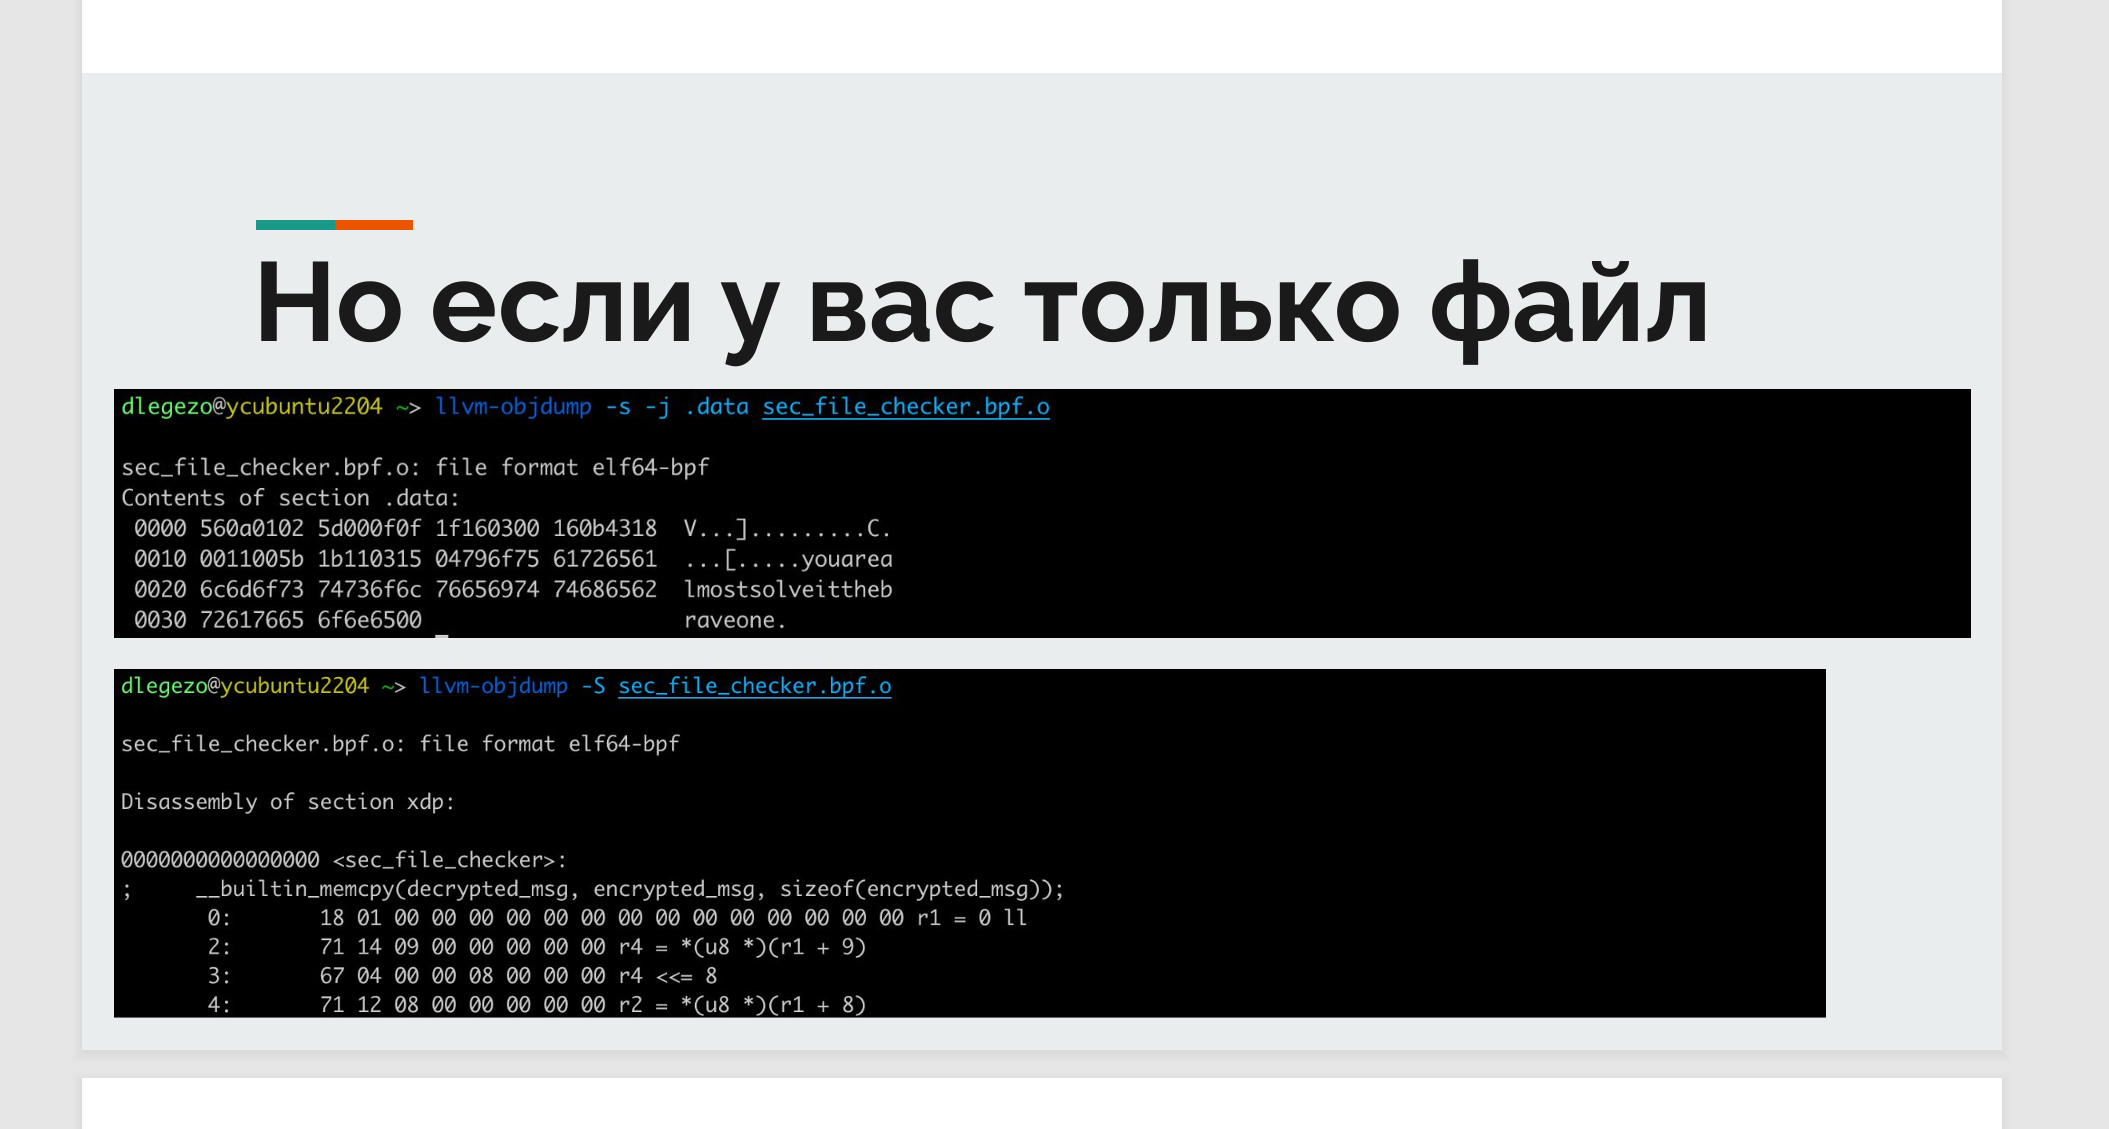 Но если у вас только файл
dlegezo@ycubuntu2204 ~> llvm-objdump -s -j .data sec_file_checker.bpf.o
sec_file_checker.bpf.o: file format elf64-bpf
Contents of section .data:
0000 560a0102 5d000f0f 1f160300 160b4318 V...].........C.
0010 0011005b 1b110315 04796f75 61726561 ...[.....youarea
0020 6c6d6f73 74736f6c 76656974 74686562 lmostsolveittheb
0030 72617665 6f6e6500 raveone.
dlegezo@ycubuntu2204 ~> llvm-objdump -S sec_file_checker.bpf.o
sec_file_checker.bpf.o: file format elf64-bpf
Disassembly of section xdp:
0000000000000000 <sec_file_checker>:
; __builtin_memcpy(decrypted_msg, encrypted_msg, sizeof(encrypted_msg));
0: 18 01 00 00 00 00 00 00 00 00 00 00 00 00 00 00 r1 = 0 ll
2: 71 14 09 00 00 00 00 00 r4 = *(u8 *)(r1 + 9)
3: 67 04 00 00 08 00 00 00 r4 <<= 8
4: 71 12 08 00 00 00 00 00 r2 = *(u8 *)(r1 + 8)